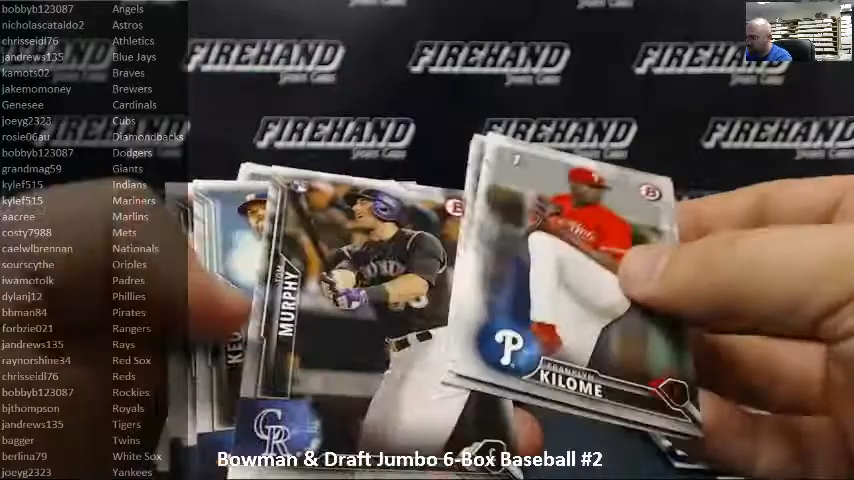 bobbyb123087 Angels
nicholascataldo2 Astros
chrisseidl76 Athletics
jandrews135 Blue Jays
kamots02 Braves
jakemomoney Brewers
Genesee Cardinals
joeyg2323 Cubs
rosie06au Diamondbacks
bobbyb123087 Dodgers
grandmag59 Giants
kylef515 Indians
kylef515 Mariners
aacree Marlins
costy7988 Mets
caelwlbrennan Nationals
sourscythe Orioles
iwamotolk Padres
dylanj12 Phillies
bbman84 Pirates
forbzie021 Rangers
jandrews135 Rays
raynorshine34 Red Sox
chrisseidl76 Reds
bobbyb123087 Rockies
bjthompson Royals
jandrews135 Tigers
bagger Twins
berlina79 White Sox
joeyg2323 Yankees
FIREHAND FIREHAND FIREHAND
FIREHAND FIREHAND FIREHAND
TOM
MURPHY
CR
P
FRANKLYN
KILOME
Bowman & Draft Jumbo 6-Box Baseball #2